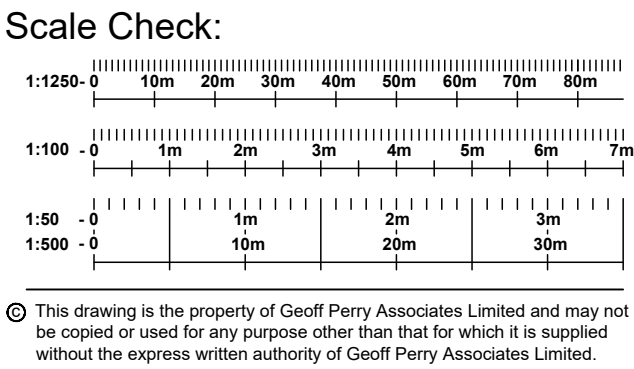 Scale Check:
1:1250- 0 10m 20m 30m 40m 50m 60m 70m 80m
1:100 - 0 1m 2m 3m 4m 5m 6m 7m
1:50 - 0 1m 2m 3m
1:500 - 0 10m 20m 30m
© This drawing is the property of Geoff Perry Associates Limited and may not
be copied or used for any purpose other than that for which it is supplied
without the express written authority of Geoff Perry Associates Limited.